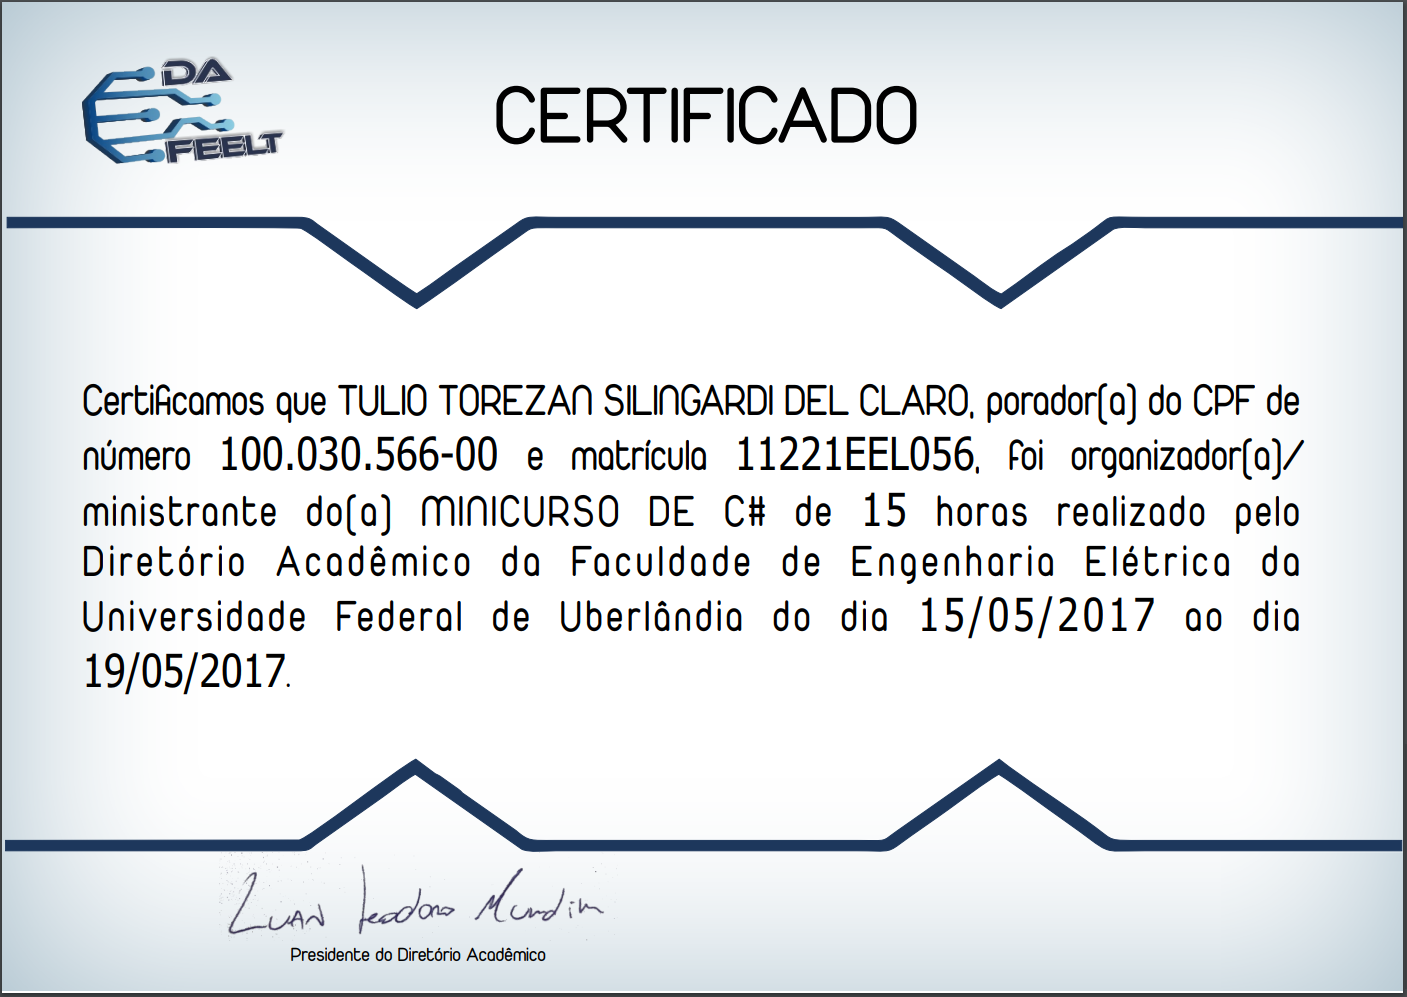 DA
FEELT
CERTIFICADO
Certificamos que TULIO TOREZAN SILINGARDI DEL CLARO, porador(a) do CPF de
número 100.030.566-00 e matrícula 11221EEL056, foi organizador(a)/
ministrante do(a) MINICURSO DE C# de 15 horas realizado pelo
Diretório Acadêmico da Faculdade de Engenharia Elétrica da
Universidade Federal de Uberlândia do dia 15/05/2017 ao dia
19/05/2017.
Luan Teodoro Mundim
Presidente do Diretório Acadêmico